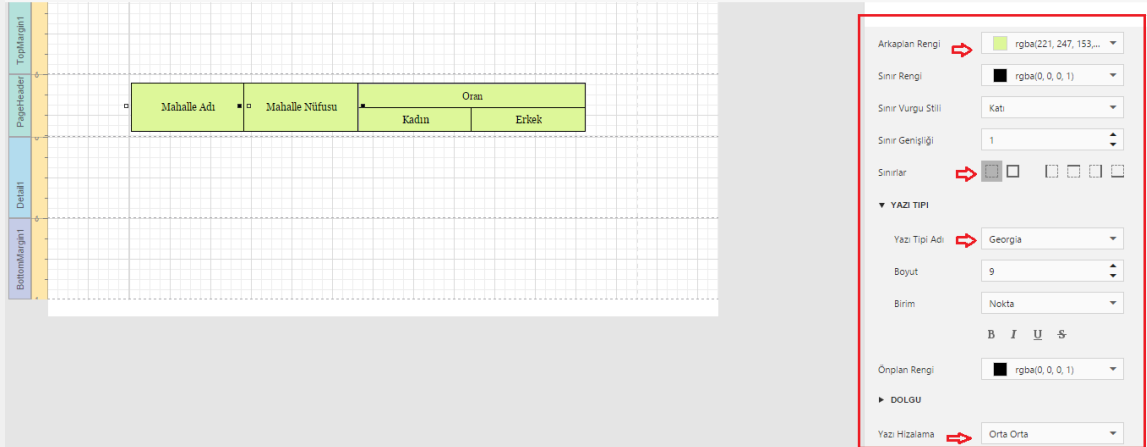 TopMargin1
PageHeader
Detail1
BottomMargin1
Mahalle Adı
Mahalle Nüfusu
Oran
Kadın
Erkek
Arkaplan Rengi
rgba(221, 247, 153,...
Sınır Rengi
rgba(0, 0, 0, 1)
Sınır Vurgu Stili
Katı
Sınır Genişliği
1
Sınırlar
YAZI TIPI
Yazı Tipi Adı
Georgia
Boyut
9
Birim
Nokta
B I U S
Önplan Rengi
rgba(0, 0, 0, 1)
DOLGU
Yazı Hizalama
Orta Orta